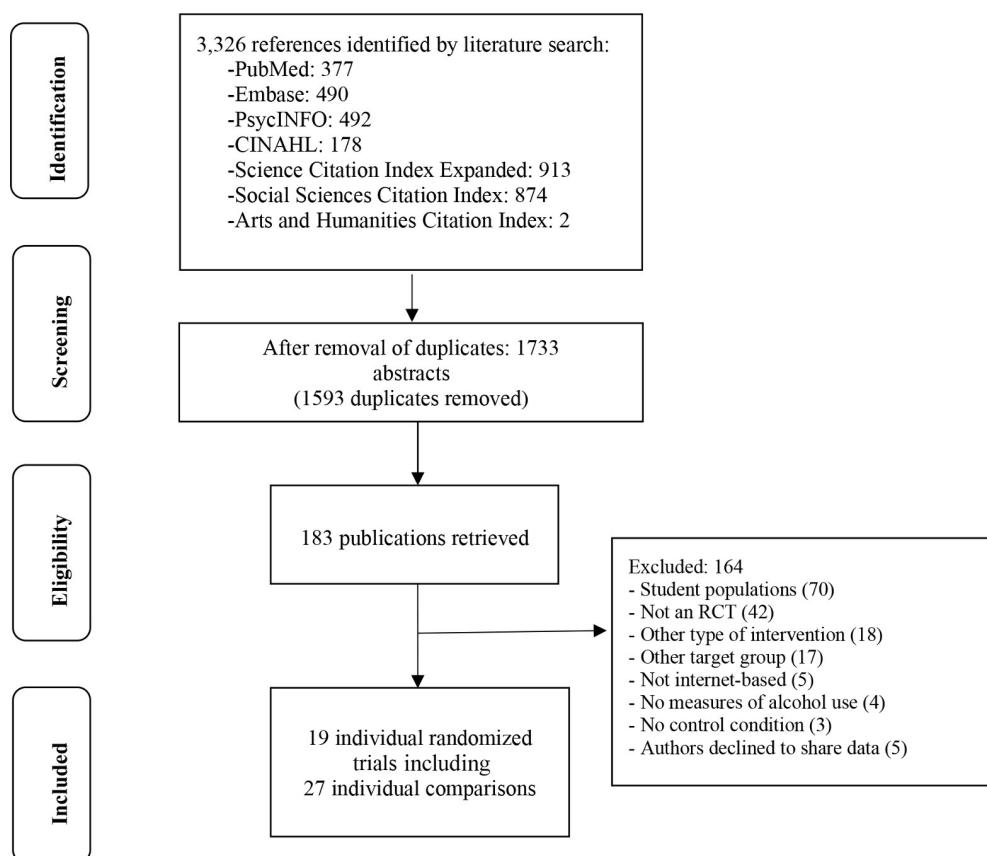 Identification
3,326 references identified by literature search:
-PubMed: 377
-Embase: 490
-PsycINFO: 492
-CINAHL: 178
-Science Citation Index Expanded: 913
-Social Sciences Citation Index: 874
-Arts and Humanities Citation Index: 2
Screening
After removal of duplicates: 1733
abstracts
(1593 duplicates removed)
Eligibility
183 publications retrieved
Excluded: 164
- Student populations (70)
- Not an RCT (42)
- Other type of intervention (18)
- Other target group (17)
- Not internet-based (5)
- No measures of alcohol use (4)
- No control condition (3)
- Authors declined to share data (5)
Included
19 individual randomized
trials including
27 individual comparisons